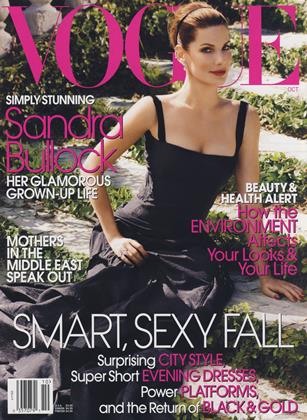 VOGUE
OCT
SIMPLY STUNNING
Sandra
Bullock
HER GLAMOROUS
GROWN-UP LIFE
MOTHERS
IN THE
MIDDLE EAST
SPEAK OUT
BEAUTY &
HEALTH ALERT
How the
ENVIRONMENT
Affects
Your Looks &
Your Life
SMART, SEXY FALL
Surprising CITY STYLE,
Super Short EVENING DRESSES,
Power PLATFORMS,
and the Return of BLACK & GOLD